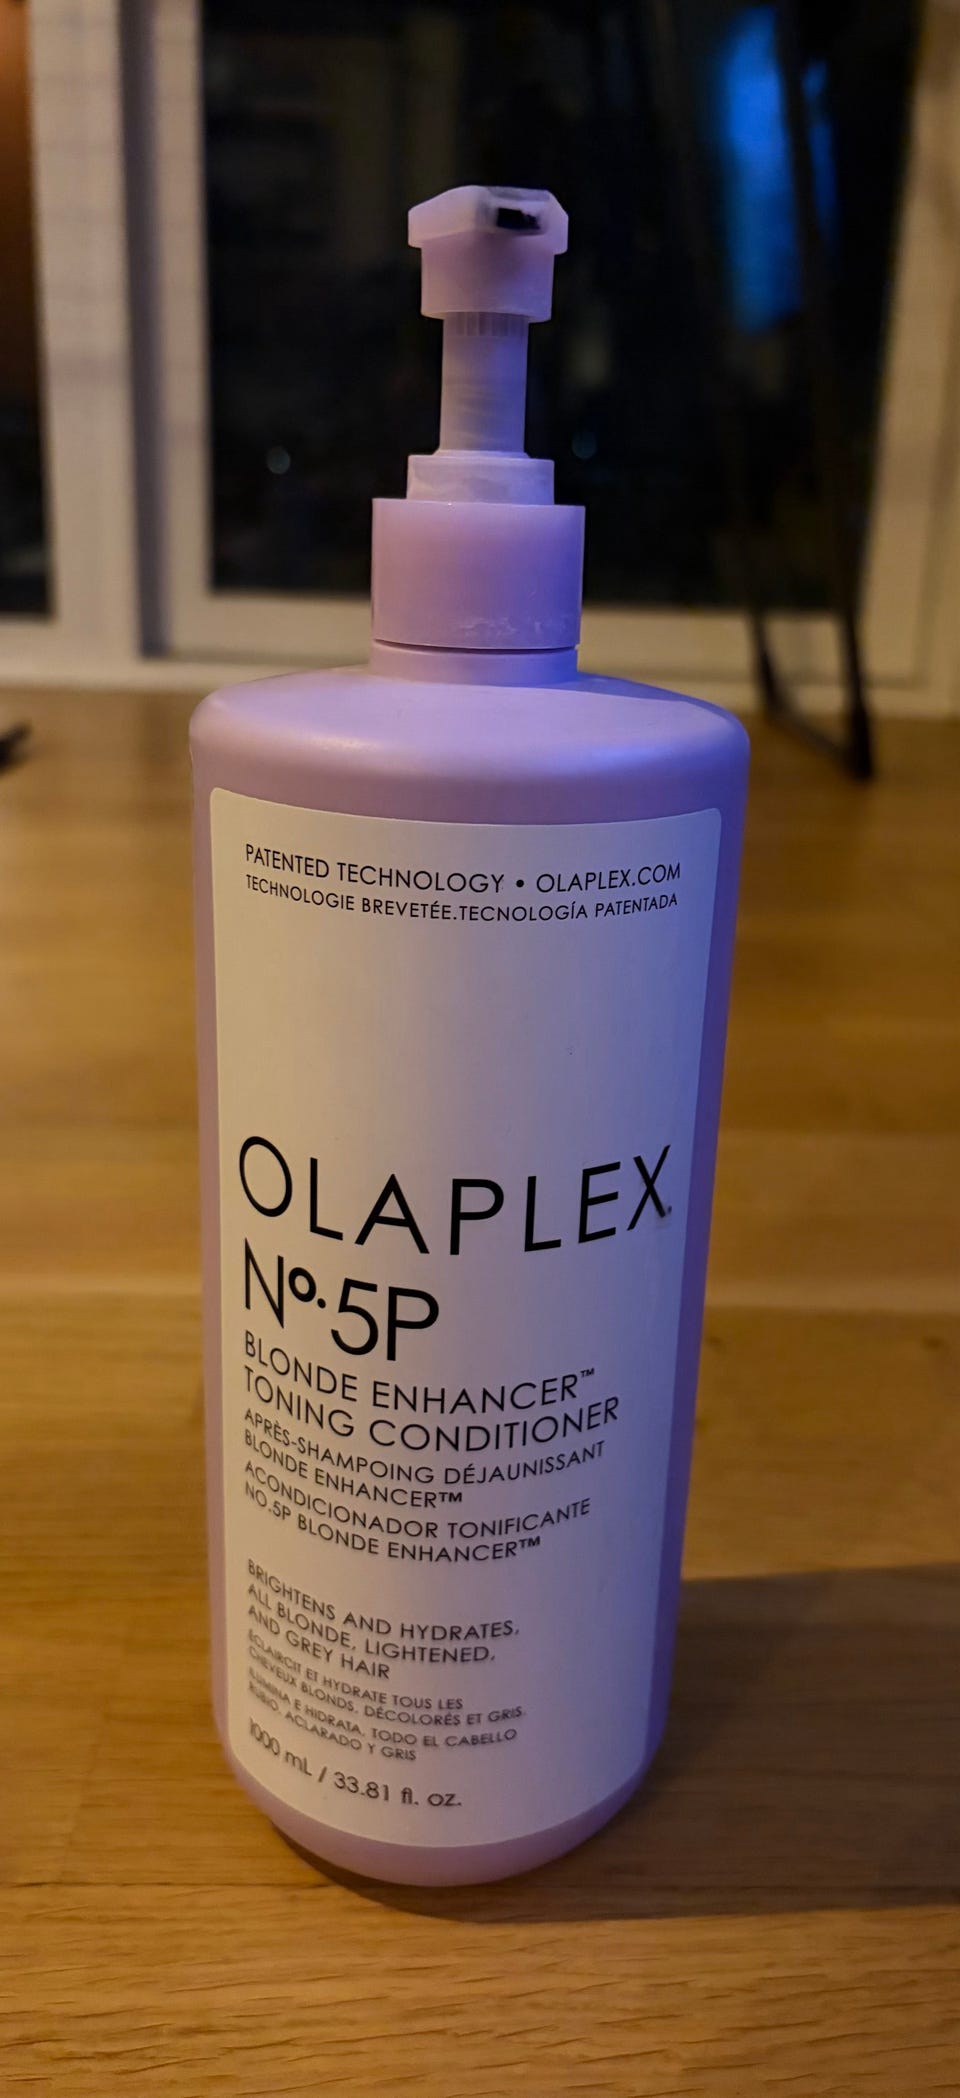 PATENTED TECHNOLOGY • OLAPLEX.COM
TECHNOLOGIE BREVETÉE.TECNOLOGÍA PATENTADA
OLAPLEX.
Nº.5P
BLONDE ENHANCER™
TONING CONDITIONER
APRÈS-SHAMPOING DÉJAUNISSANT
BLONDE ENHANCER™
ACONDICIONADOR TONIFICANTE
NO.5P BLONDE ENHANCER™
BRIGHTENS AND HYDRATES,
ALL BLONDE, LIGHTENED,
AND GREY HAIR
ÉCLAIRCIT ET HYDRATE TOUS LES
CHEVEUX BLONDS, DÉCOLORÉS ET GRIS.
ILUMINA E HIDRATA, TODO EL CABELLO
RUBIO, ACLARADO Y GRIS
1000 mL / 33.81 fl. oz.